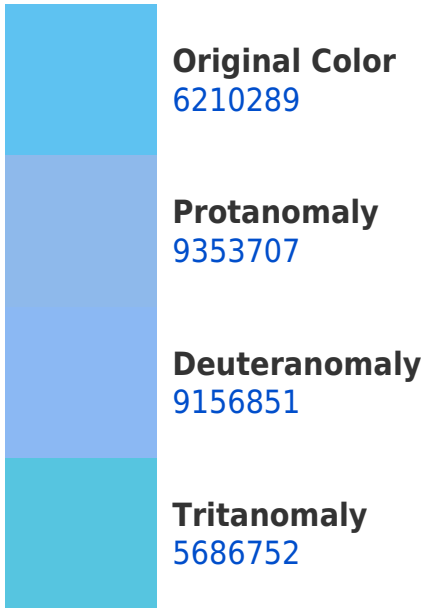 Original Color
6210289
Protanomaly
9353707
Deuteranomaly
9156851
Tritanomaly
5686752